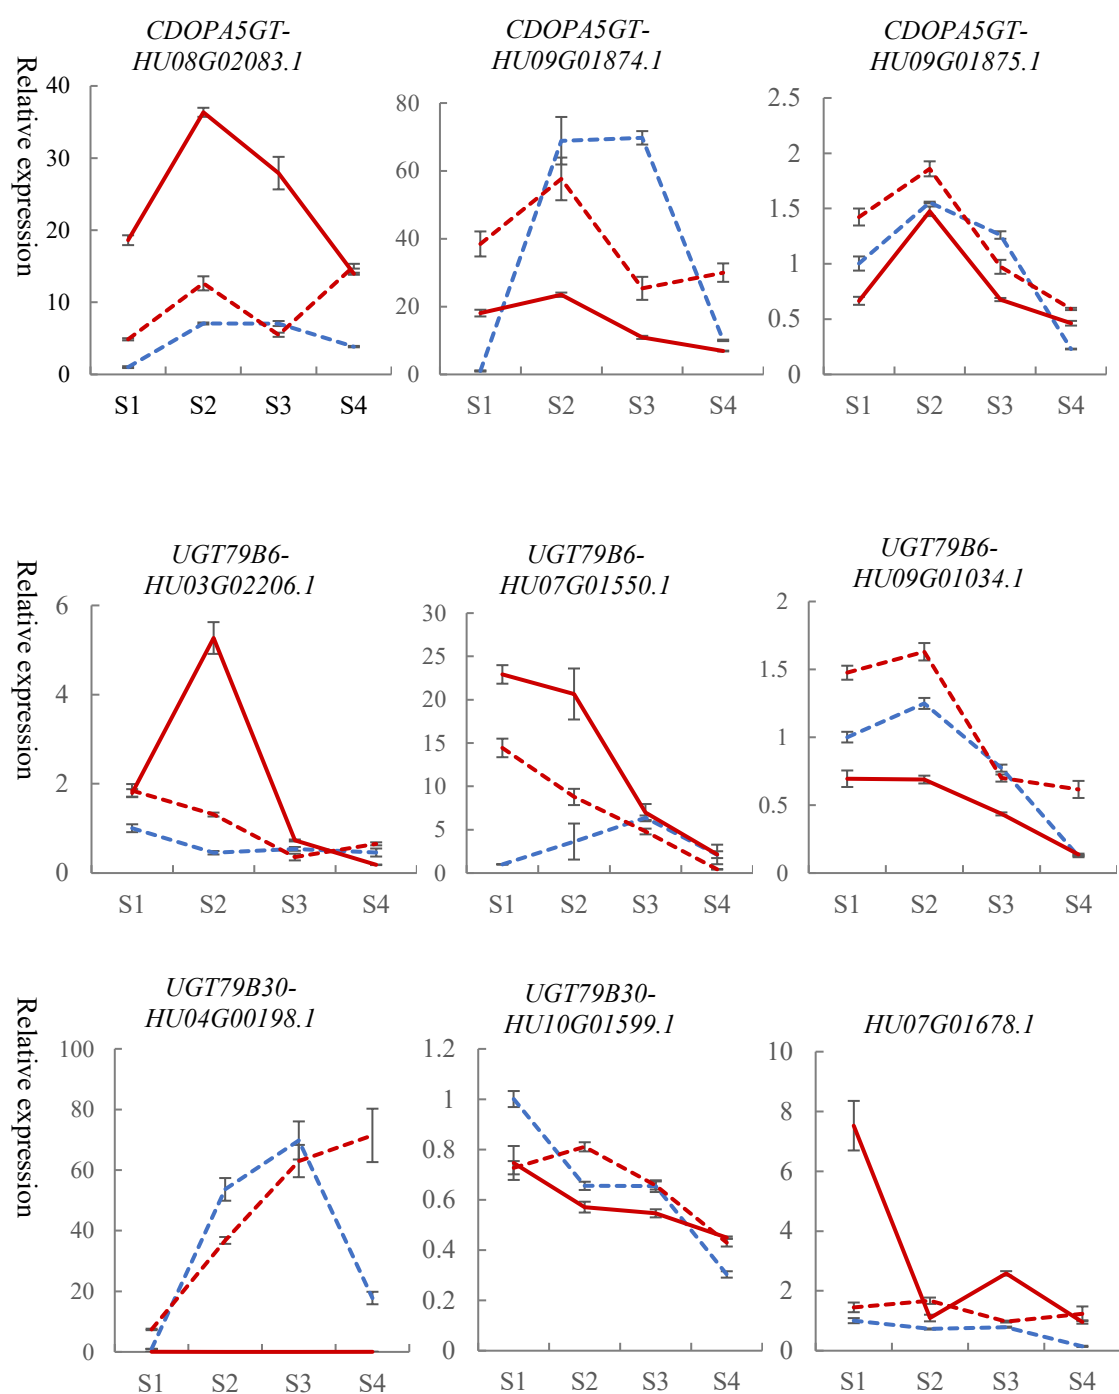 CDOPA5GT-
HU08G02083.1
CDOPA5GT-
HU09G01874.1
CDOPA5GT-
HU09G01875.1
Relative expression
40
30
20
10
0
S1 S2 S3 S4
80
60
40
20
0
S1 S2 S3 S4
2.5
2
1.5
1
0.5
0
S1 S2 S3 S4
UGT79B6-
HU03G02206.1
UGT79B6-
HU07G01550.1
UGT79B6-
HU09G01034.1
Relative expression
6
4
2
0
S1 S2 S3 S4
30
25
20
15
10
5
0
S1 S2 S3 S4
2
1.5
1
0.5
0
S1 S2 S3 S4
UGT79B30-
HU04G00198.1
UGT79B30-
HU10G01599.1
HU07G01678.1
Relative expression
100
80
60
40
20
0
S1 S2 S3 S4
1.2
1
0.8
0.6
0.4
0.2
0
S1 S2 S3 S4
10
8
6
4
2
0
S1 S2 S3 S4